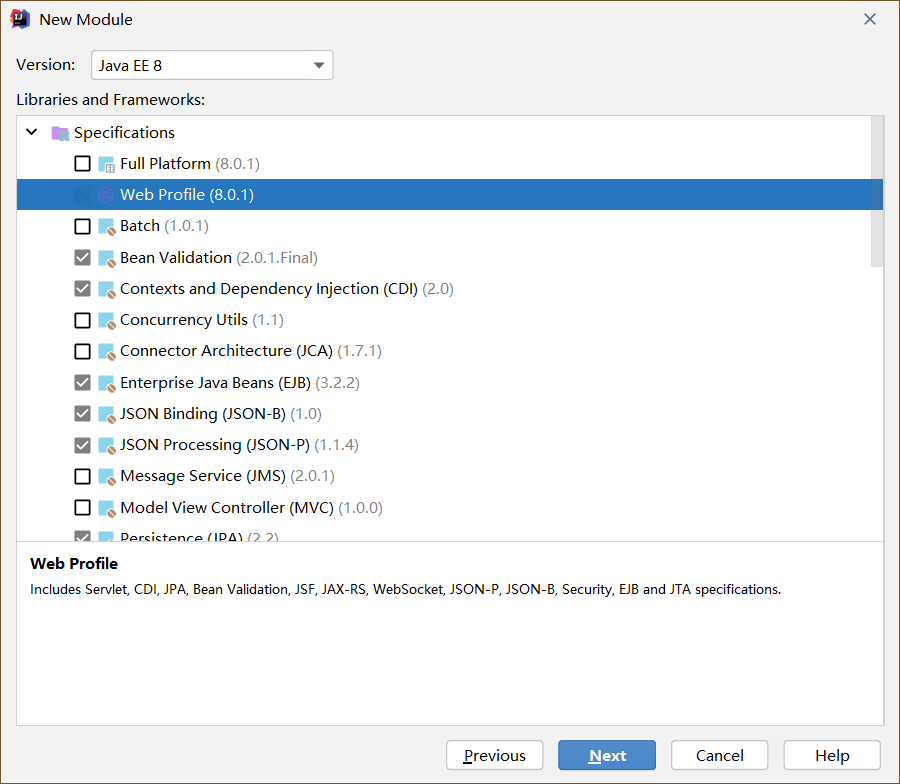 New Module
Version: Java EE 8
Libraries and Frameworks:
Specifications
Full Platform (8.0.1)
Web Profile (8.0.1)
Batch (1.0.1)
Bean Validation (2.0.1.Final)
Contexts and Dependency Injection (CDI) (2.0)
Concurrency Utils (1.1)
Connector Architecture (JCA) (1.7.1)
Enterprise Java Beans (EJB) (3.2.2)
JSON Binding (JSON-B) (1.0)
JSON Processing (JSON-P) (1.1.4)
Message Service (JMS) (2.0.1)
Model View Controller (MVC) (1.0.0)
Persistence (JPA) (2.2)
Web Profile
Includes Servlet, CDI, JPA, Bean Validation, JSF, JAX-RS, WebSocket, JSON-P, JSON-B, Security, EJB and JTA specifications.
Previous Next Cancel Help